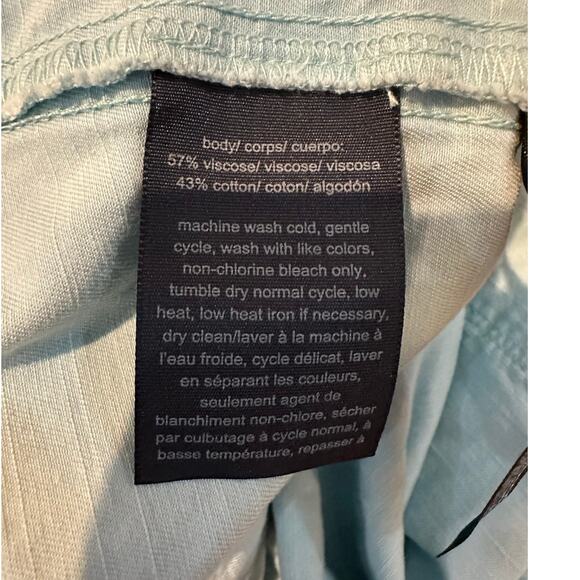 body/ corps/ cuerpo:
57% viscose/ viscose/ viscosa
43% cotton/ coton/ algodón
machine wash cold, gentle
cycle, wash with like colors,
non-chlorine bleach only,
tumble dry normal cycle, low
heat, low heat iron if necessary,
dry clean/laver à la machine à
l'eau froide, cycle délicat, laver
en séparant les couleurs,
seulement agent de
blanchiment non-chlore, sécher
par culbutage à cycle normal, à
basse température, repasser à